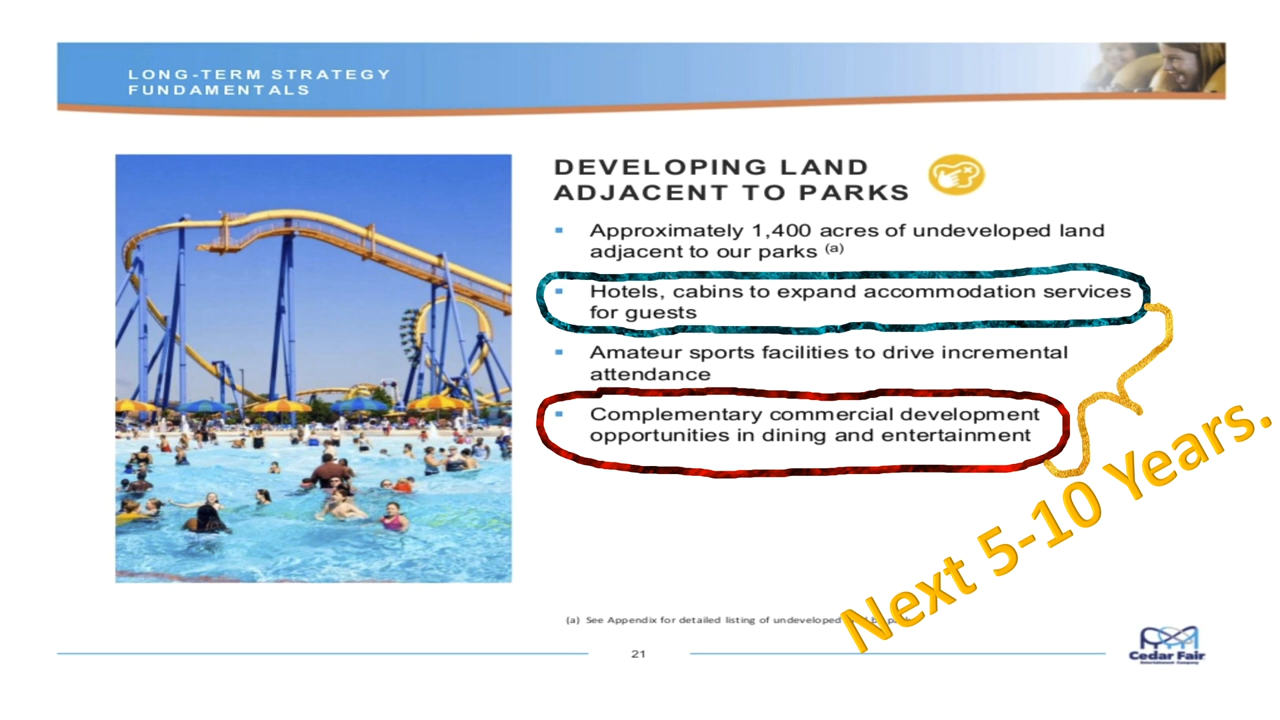 LONG-TERM STRATEGY
FUNDAMENTALS
DEVELOPING LAND
ADJACENT TO PARKS
Approximately 1,400 acres of undeveloped land
adjacent to our parks (a)
Hotels, cabins to expand accommodation services
for guests
Amateur sports facilities to drive incremental
attendance
Complementary commercial development
opportunities in dining and entertainment
Next 5-10 Years.
(a) See Appendix for detailed listing of undeveloped
21
Cedar Fair
Entertainment Company